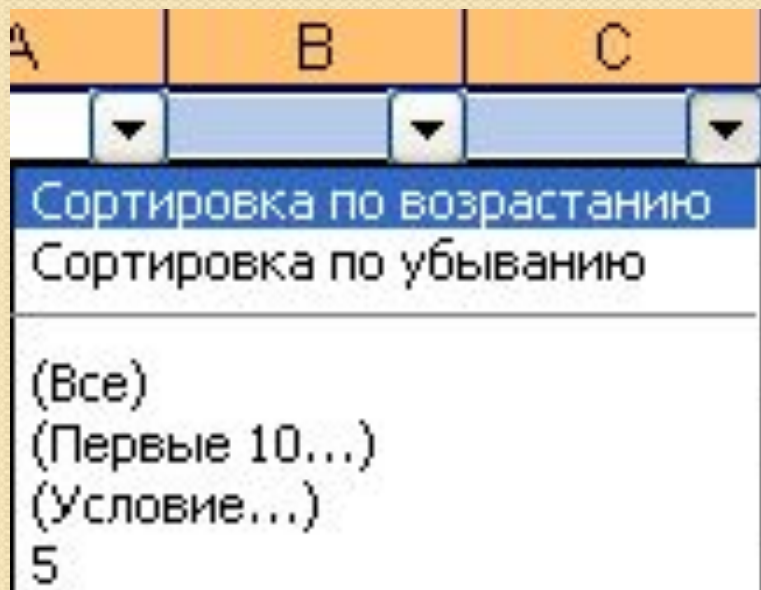 A B C
Сортировка по возрастанию
Сортировка по убыванию
(Все)
(Первые 10...)
(Условие...)
5